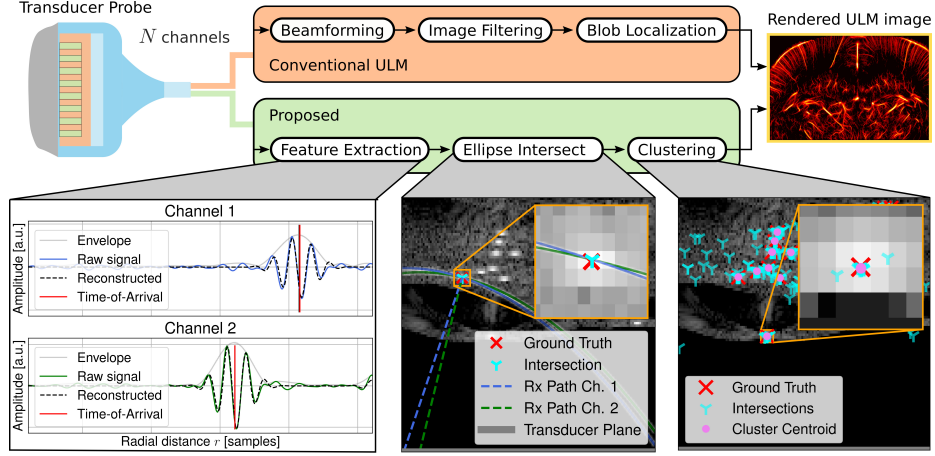 Transducer Probe
N channels
Beamforming
Image Filtering
Blob Localization
Conventional ULM
Rendered ULM image
Proposed
Feature Extraction
Ellipse Intersect
Clustering
Channel 1
Amplitude [a.u.]
Envelope
Raw signal
Reconstructed
Time-of-Arrival
Channel 2
Amplitude [a.u.]
Envelope
Raw signal
Reconstructed
Time-of-Arrival
Radial distance r [samples]
Ground Truth
Intersection
Rx Path Ch. 1
Rx Path Ch. 2
Transducer Plane
Ground Truth
Intersections
Cluster Centroid